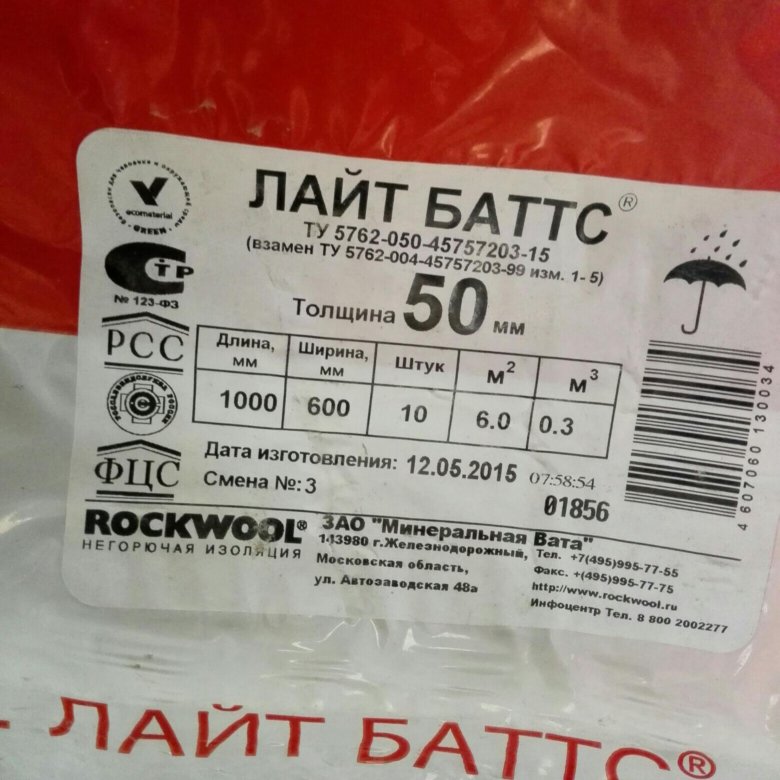 ЛАЙТ БАТТС®
ТУ 5762-050-45757203-15
(взамен ТУ 5762-004-45757203-99 изм. 1-5)
Толщина 50 мм
ecomaterial
GREEN
СТР
№ 123-ФЗ
РСС
ФЦС
Длина, мм Ширина, мм Штук м² м³
1000 600 10 6.0 0.3
Дата изготовления: 12.05.2015 07:58:54
Смена №: 3 01856
4 607060 130034
ROCKWOOL®
НЕГОРЮЧАЯ ИЗОЛЯЦИЯ
ЗАО "Минеральная Вата"
143980 г.Железнодорожный,
Московская область,
ул. Автозаводская 48а
Тел. +7(495)995-77-55
Факс. +(495)995-77-75
http://www.rockwool.ru
Инфоцентр Тел. 8 800 2002277
ЛАЙТ БАТТС®